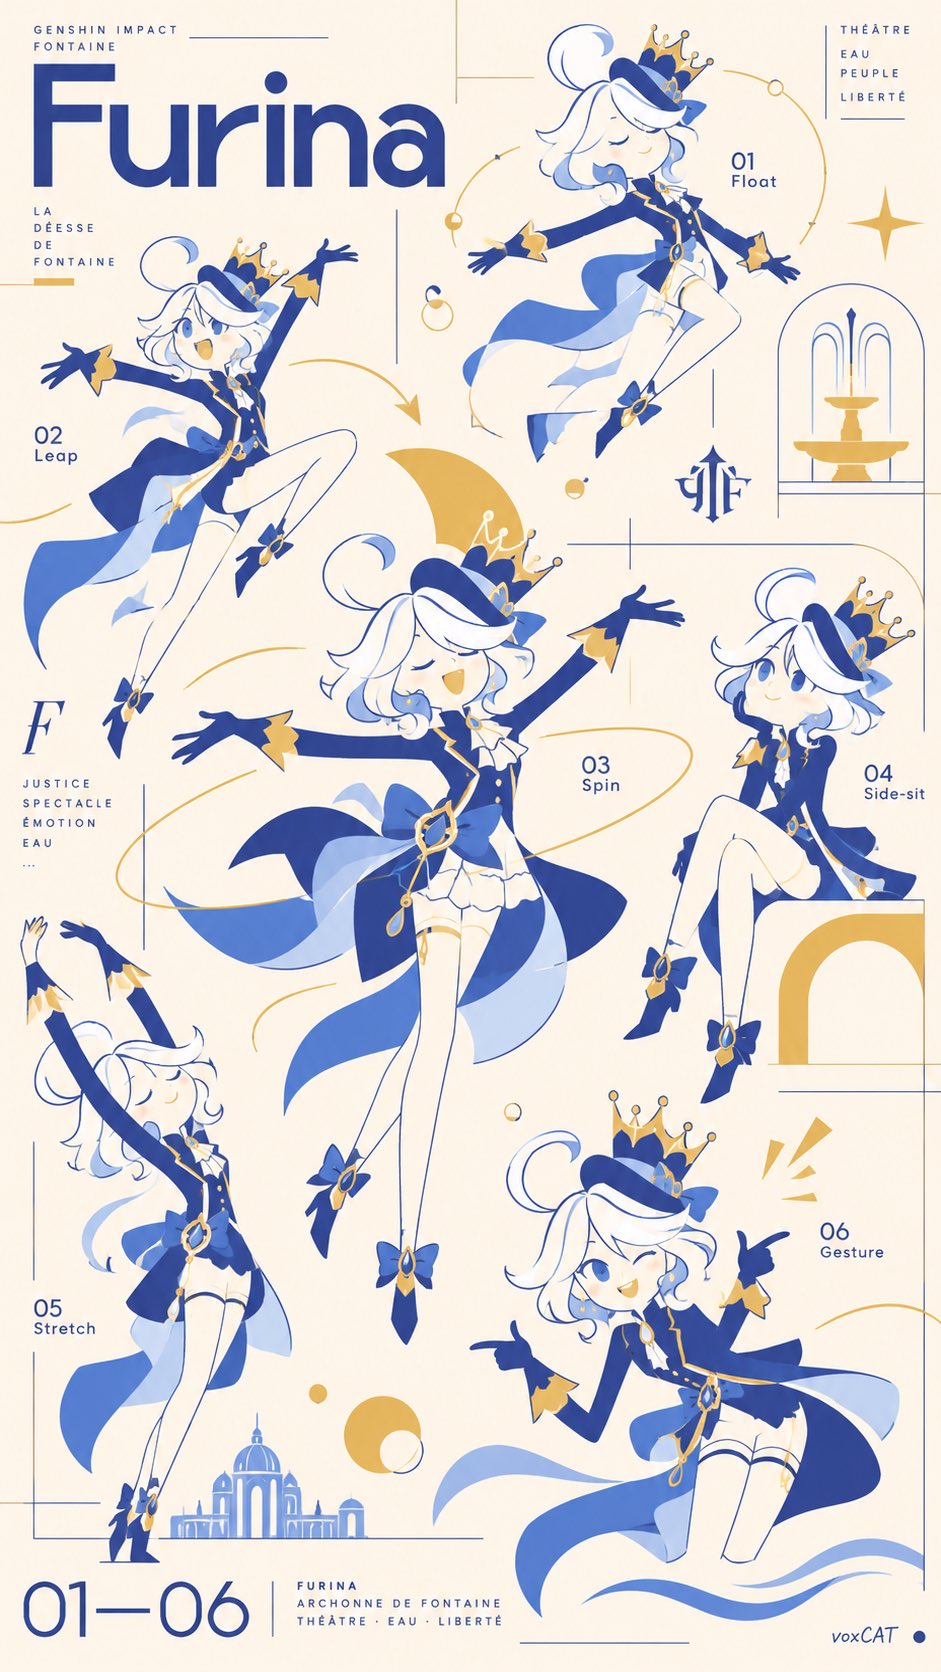 GENSHIN IMPACT
FONTAINE
Furina
LA
DÉESSE
DE
FONTAINE
THÉÂTRE
EAU
PEUPLE
LIBERTÉ
01
Float
02
Leap
F
JUSTICE
SPECTACLE
ÉMOTION
EAU
...
03
Spin
04
Side-sit
05
Stretch
06
Gesture
01—06
FURINA
ARCHONNE DE FONTAINE
THÉÂTRE · EAU · LIBERTÉ
voxCAT